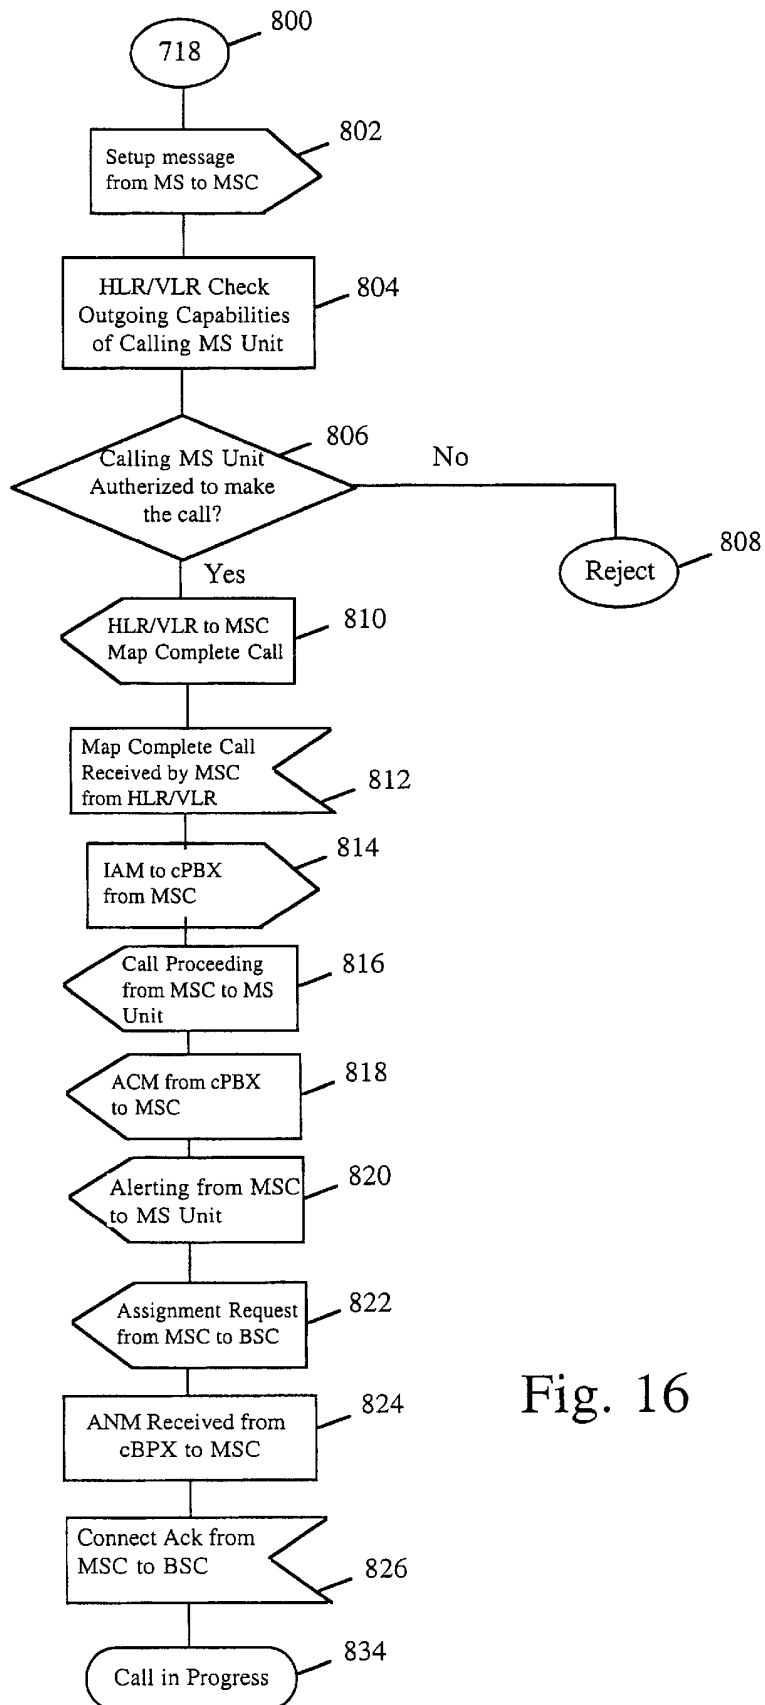 800
718
802
Setup message
from MS to MSC
HLR/VLR Check
Outgoing Capabilities
of Calling MS Unit
804
806
Calling MS Unit
Autherized to make
the call?
No
Reject
808
Yes
HLR/VLR to MSC
Map Complete Call
810
Map Complete Call
Received by MSC
from HLR/VLR
812
814
IAM to cPBX
from MSC
Call Proceeding
from MSC to MS
Unit
816
ACM from cPBX
to MSC
818
Alerting from MSC
to MS Unit
820
Assignment Request
from MSC to BSC
822
Fig. 16
ANM Received from
cBPX to MSC
824
Connect Ack from
MSC to BSC
826
834
Call in Progress